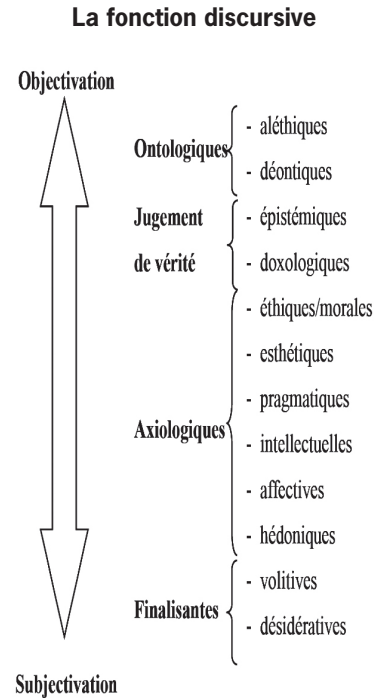 La fonction discursive
Objectivation
- aléthiques
Ontologiques
- déontiques
Jugement
- épistémiques
de vérité
- doxologiques
- éthiques/morales
- esthétiques
- pragmatiques
Axiologiques
- intellectuelles
- affectives
- hédoniques
- volitives
Finalisantes
- désidératives
Subjectivation